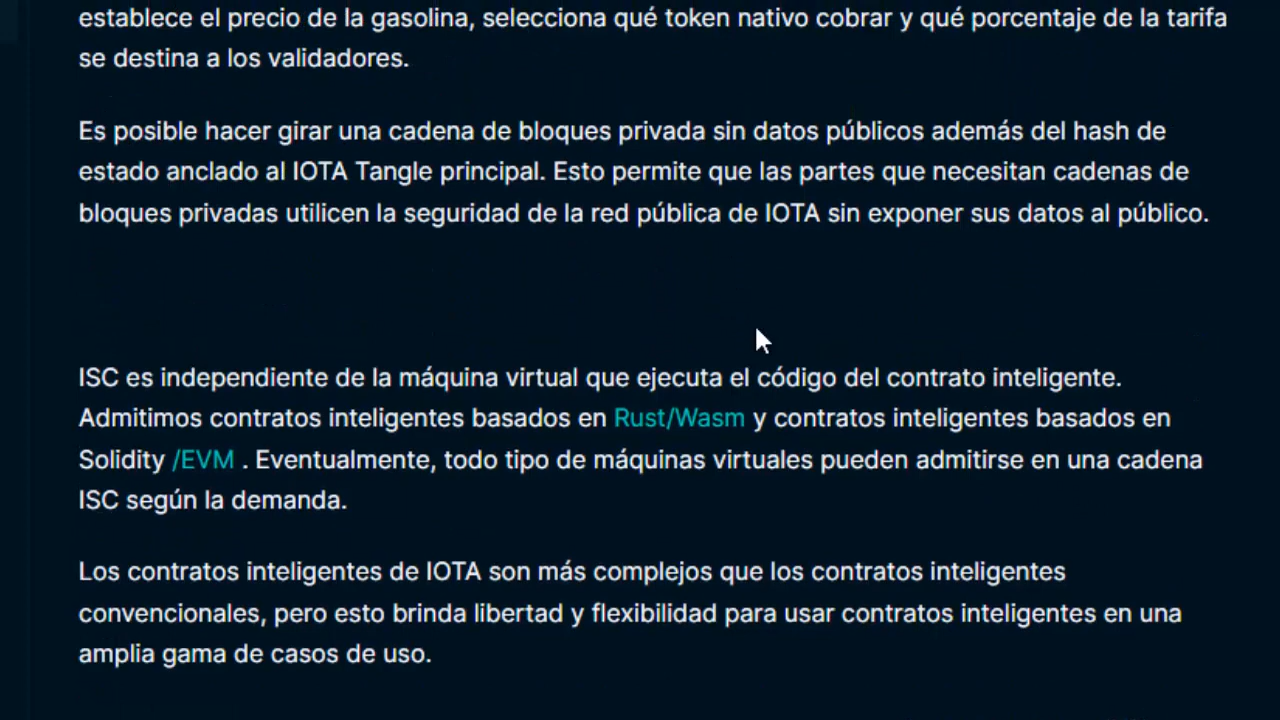 establece el precio de la gasolina, selecciona qué token nativo cobrar y qué porcentaje de la tarifa
se destina a los validadores.
Es posible hacer girar una cadena de bloques privada sin datos públicos además del hash de
estado anclado al IOTA Tangle principal. Esto permite que las partes que necesitan cadenas de
bloques privadas utilicen la seguridad de la red pública de IOTA sin exponer sus datos al público.
ISC es independiente de la máquina virtual que ejecuta el código del contrato inteligente.
Admitimos contratos inteligentes basados en Rust/Wasm y contratos inteligentes basados en
Solidity /EVM . Eventualmente, todo tipo de máquinas virtuales pueden admitirse en una cadena
ISC según la demanda.
Los contratos inteligentes de IOTA son más complejos que los contratos inteligentes
convencionales, pero esto brinda libertad y flexibilidad para usar contratos inteligentes en una
amplia gama de casos de uso.